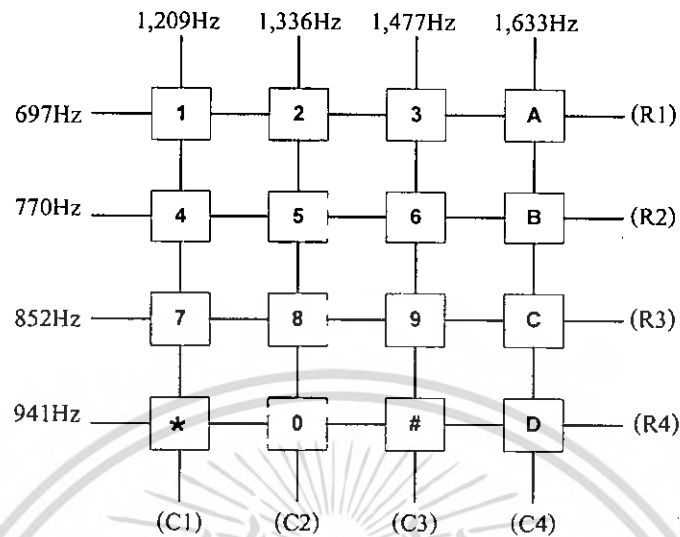 1,209Hz 1,336Hz 1,477Hz 1,633Hz
697Hz 1 2 3 A (R1)
770Hz 4 5 6 B (R2)
852Hz 7 8 9 C (R3)
941Hz * 0 # D (R4)
(C1) (C2) (C3) (C4)